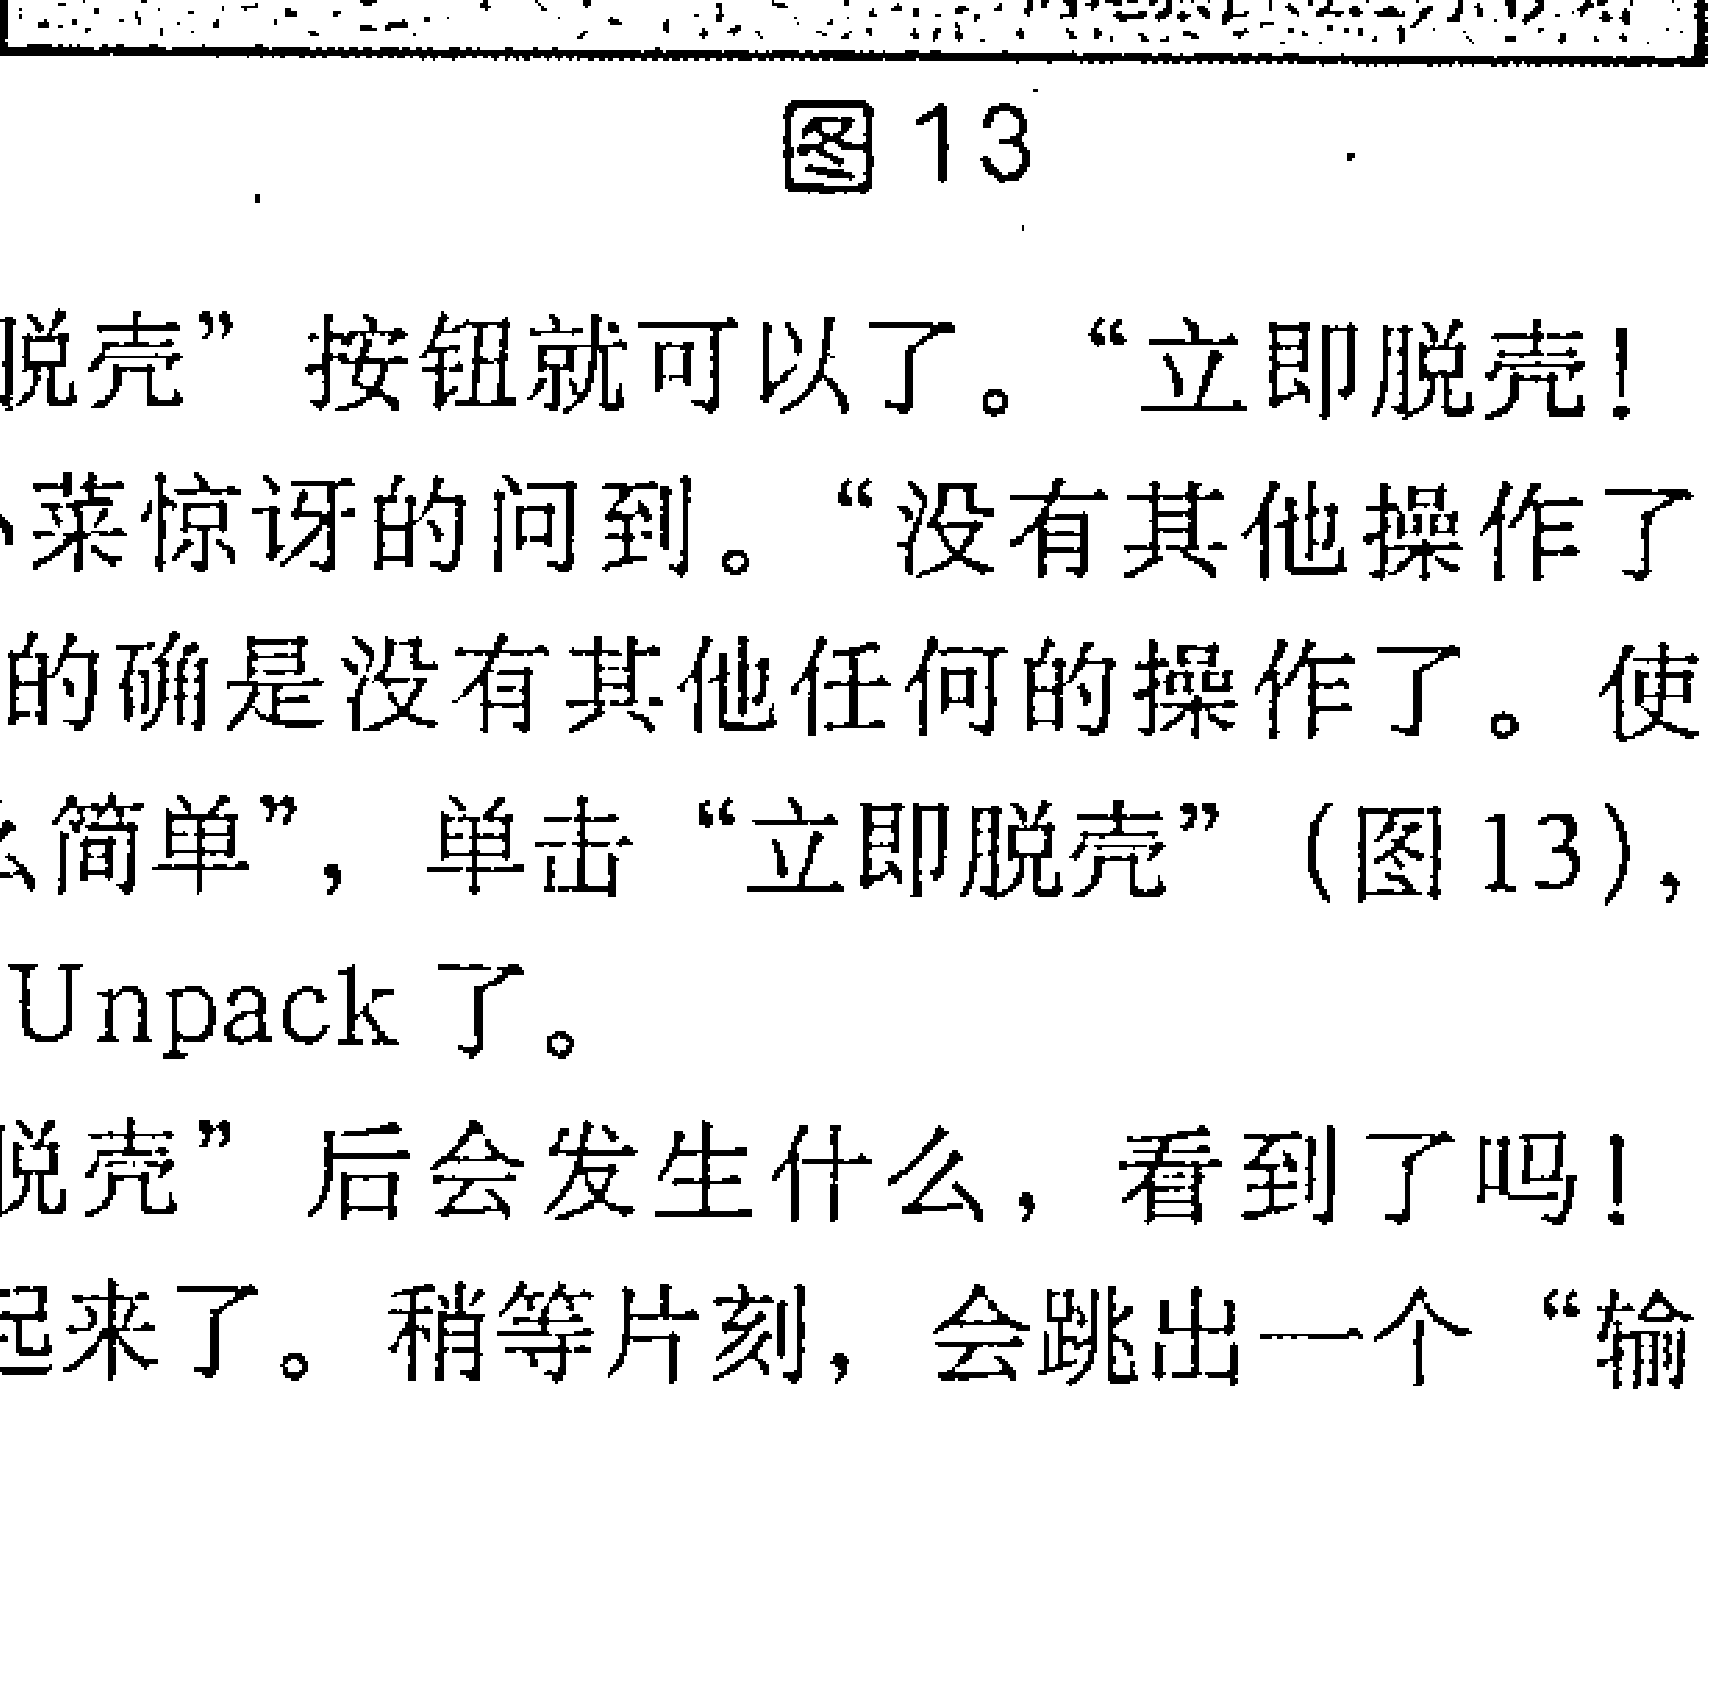 图 13
脱壳”按钮就可以了。“立即脱壳！
小菜惊讶的问到。“没有其他操作了
的确是没有其他任何的操作了。使
么简单”，单击“立即脱壳”(图 13)，
Unpack 了。
脱壳”后会发生什么，看到了吗！
起来了。稍等片刻，会跳出一个“输